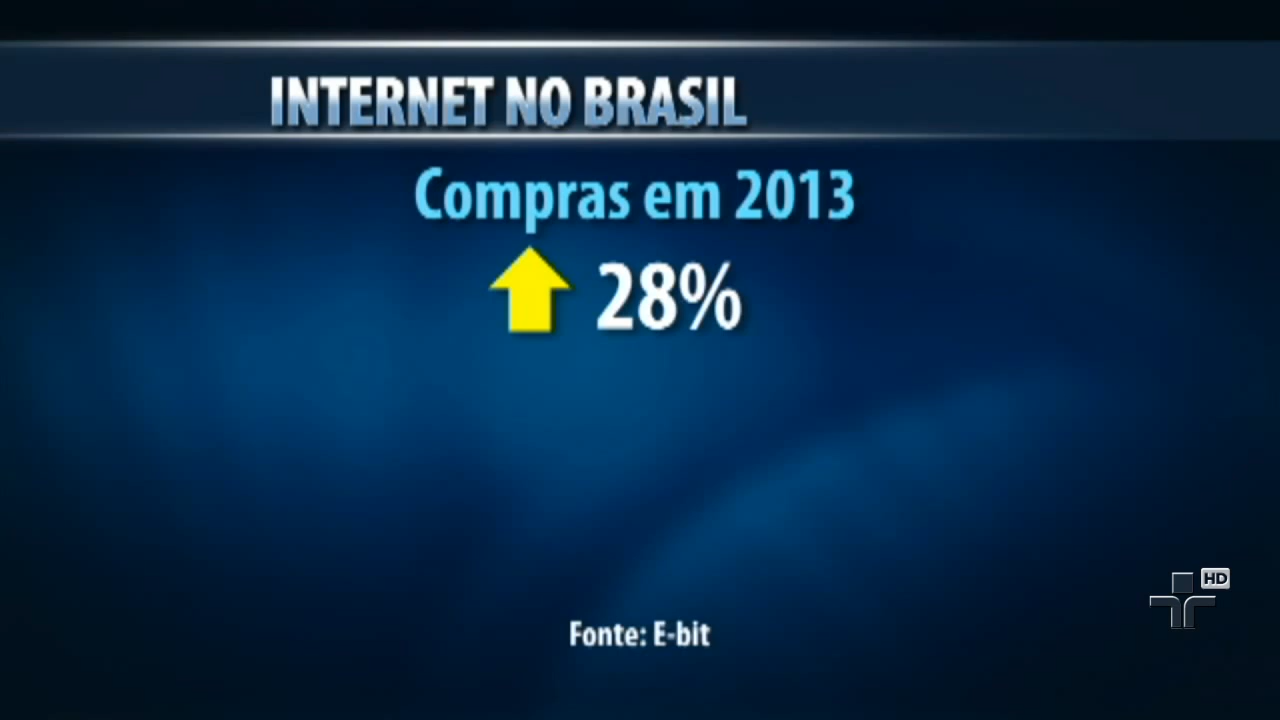 INTERNET NO BRASIL
Compras em 2013
28%
HD
Fonte: E-bit